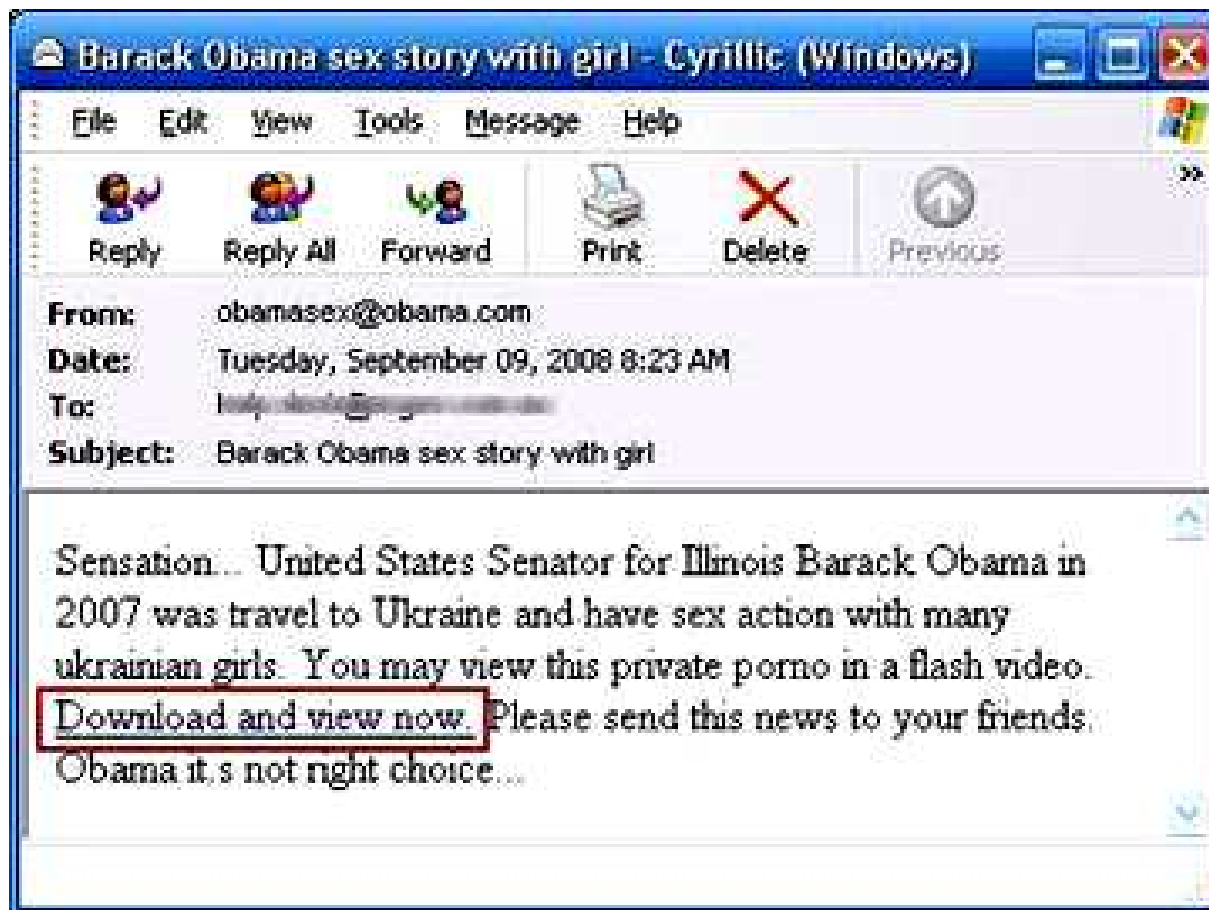 Barack Obama sex story with girl - Cyrillic (Windows)
File Edit View Tools Message Help
Reply Reply All Forward Print Delete Previous
From: obamasex@obama.com
Date: Tuesday, September 09, 2008 8:23 AM
To:
Subject: Barack Obama sex story with girl
Sensation... United States Senator for Illinois Barack Obama in
2007 was travel to Ukraine and have sex action with many
ukrainian girls. You may view this private porno in a flash video.
Download and view now. Please send this news to your friends.
Obama it.s not right choice...